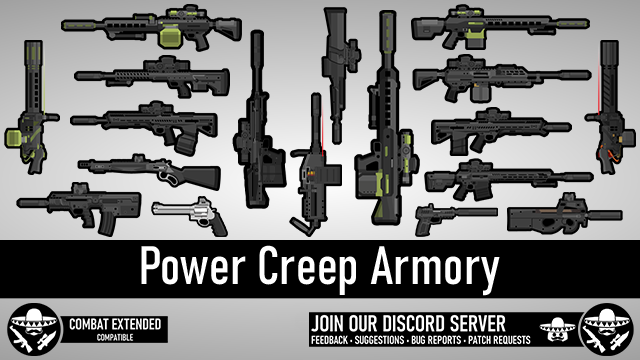 Power Creep Armory
COMBAT EXTENDED
COMPATIBLE
JOIN OUR DISCORD SERVER
FEEDBACK • SUGGESTIONS • BUG REPORTS • PATCH REQUESTS